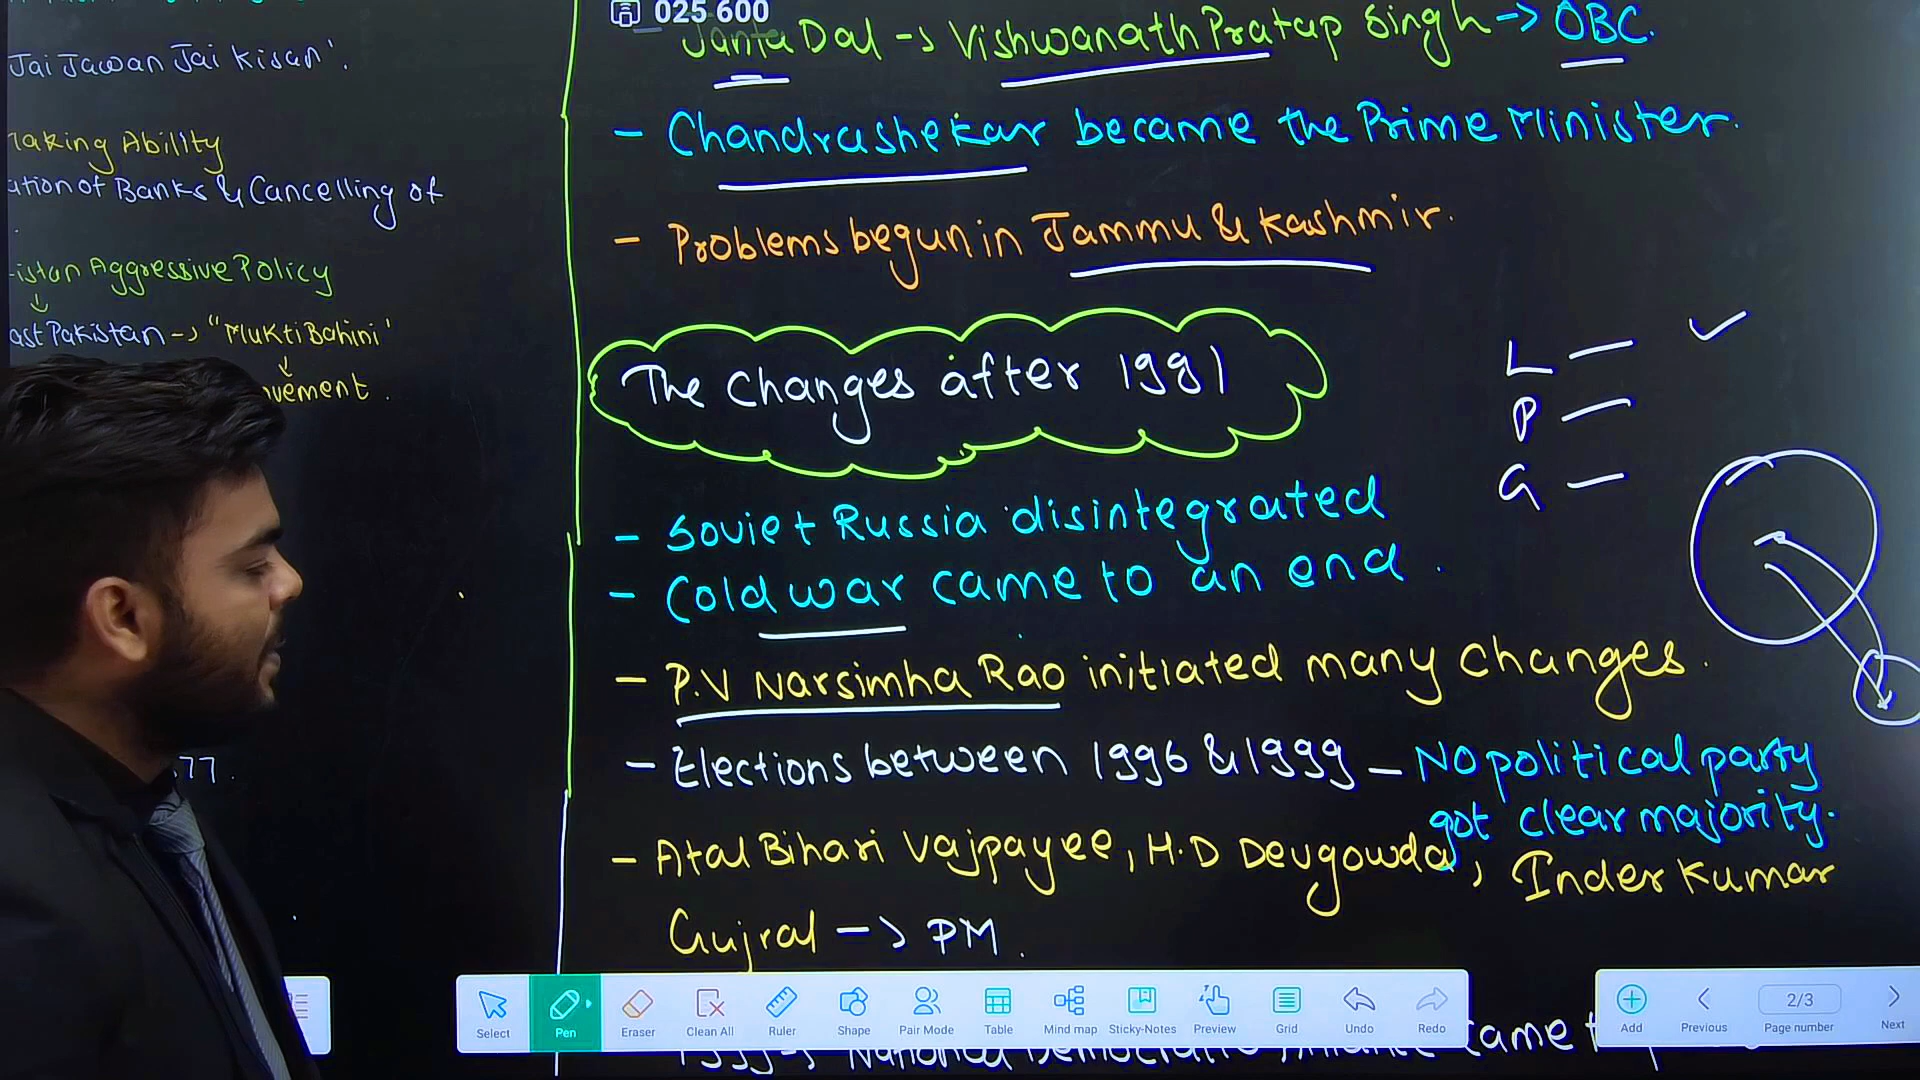 Jai Jawan Jai Kisan'.
Making Ability
ation of Banks & Cancelling of
istan Aggressive Policy
↓
ast Pakistan → "Mukti Bahini'
↓
vement.
77.
025 600
Janta Dal → Vishwanath Pratap Singh → OBC.
- Chandrashekar became the Prime Minister.
- Problems begun in Jammu & Kashmir.
The Changes after 1991
L —
P —
G —
- Soviet Russia disintegrated
- Cold war came to an end.
- P.V Narsimha Rao initiated many changes.
- Elections between 1996 & 1999 - No political party
got clear majority.
- Atal Bihari Vajpayee, H.D Devgowda, Inder Kumar
Gujral → PM.
Select Pen Eraser Clean All Ruler Shape Pair Mode Table Mind map Sticky-Notes Preview Grid Undo Redo
2/3
Add Previous Page number Next
1999 → National Democratic Alliance came